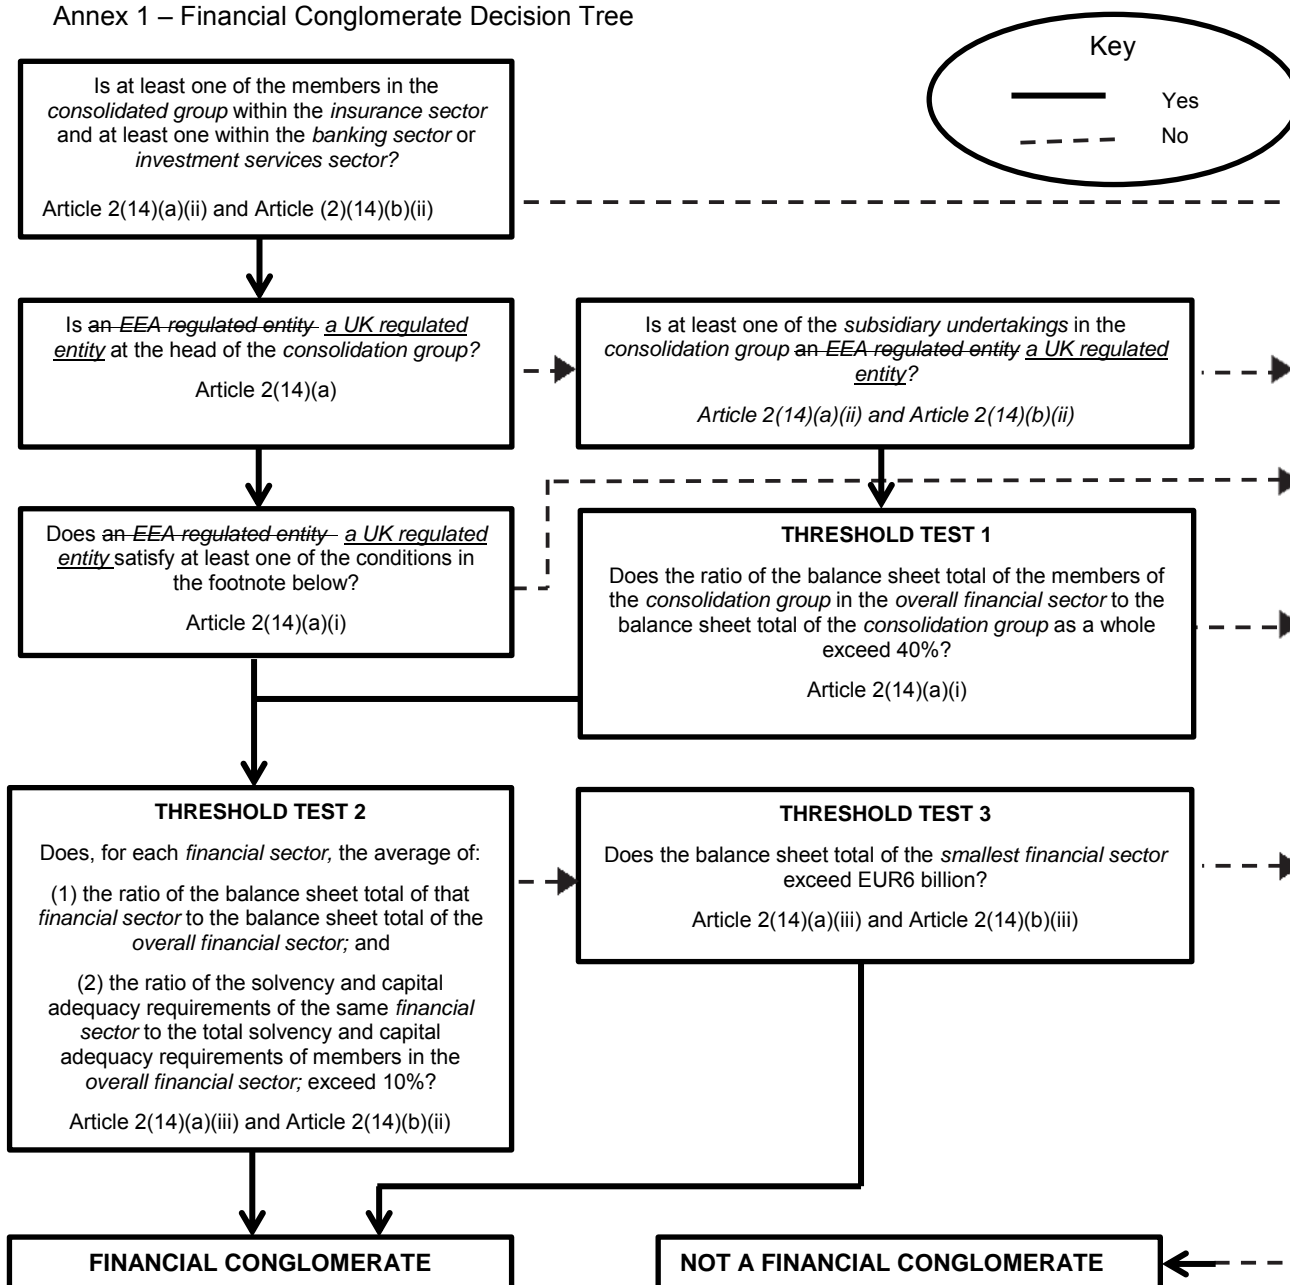 Annex 1 – Financial Conglomerate Decision Tree
Key
Yes
No
Is at least one of the members in the
consolidated group within the insurance sector
and at least one within the banking sector or
investment services sector?
Article 2(14)(a)(ii) and Article (2)(14)(b)(ii)
Is an EEA regulated entity a UK regulated
entity at the head of the consolidation group?
Article 2(14)(a)
Is at least one of the subsidiary undertakings in the
consolidation group an EEA regulated entity a UK regulated
entity?
Article 2(14)(a)(ii) and Article 2(14)(b)(ii)
Does an EEA regulated entity a UK regulated
entity satisfy at least one of the conditions in
the footnote below?
Article 2(14)(a)(i)
THRESHOLD TEST 1
Does the ratio of the balance sheet total of the members of
the consolidation group in the overall financial sector to the
balance sheet total of the consolidation group as a whole
exceed 40%?
Article 2(14)(a)(i)
THRESHOLD TEST 2
Does, for each financial sector, the average of:
(1) the ratio of the balance sheet total of that
financial sector to the balance sheet total of the
overall financial sector; and
(2) the ratio of the solvency and capital
adequacy requirements of the same financial
sector to the total solvency and capital
adequacy requirements of members in the
overall financial sector; exceed 10%?
Article 2(14)(a)(iii) and Article 2(14)(b)(ii)
THRESHOLD TEST 3
Does the balance sheet total of the smallest financial sector
exceed EUR6 billion?
Article 2(14)(a)(iii) and Article 2(14)(b)(iii)
FINANCIAL CONGLOMERATE
NOT A FINANCIAL CONGLOMERATE